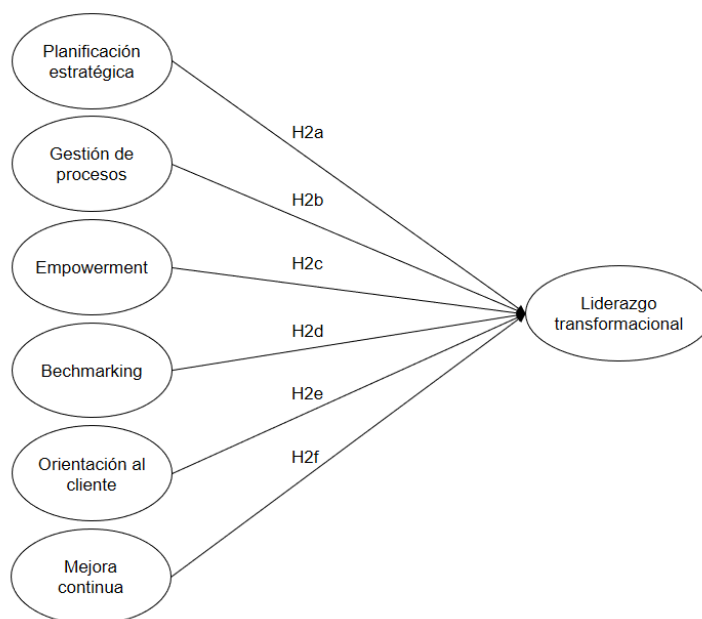 Planificación
estratégica
H2a
Gestión de
procesos
H2b
Empowerment
H2c
Liderazgo
transformacional
Bechmarking
H2d
Orientación al
cliente
H2e
Mejora
continua
H2f